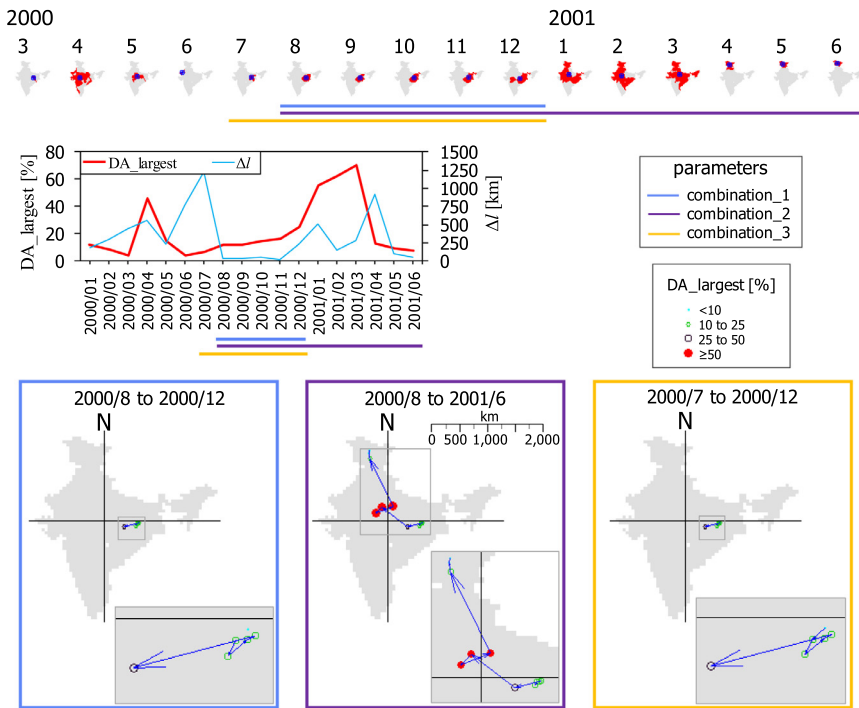 2000 2001
3 4 5 6 7 8 9 10 11 12 1 2 3 4 5 6
80 DA_largest Δl 1500
60 1250
40 1000
20 750
0 500
250
0
DA_largest [%]
Δl [km]
2000/01
2000/02
2000/03
2000/04
2000/05
2000/06
2000/07
2000/08
2000/09
2000/10
2000/11
2000/12
2001/01
2001/02
2001/03
2001/04
2001/05
2001/06
parameters
combination_1
combination_2
combination_3
DA_largest [%]
<10
10 to 25
25 to 50
≥50
2000/8 to 2000/12
N
2000/8 to 2001/6
N
km
0 500 1,000 2,000
2000/7 to 2000/12
N